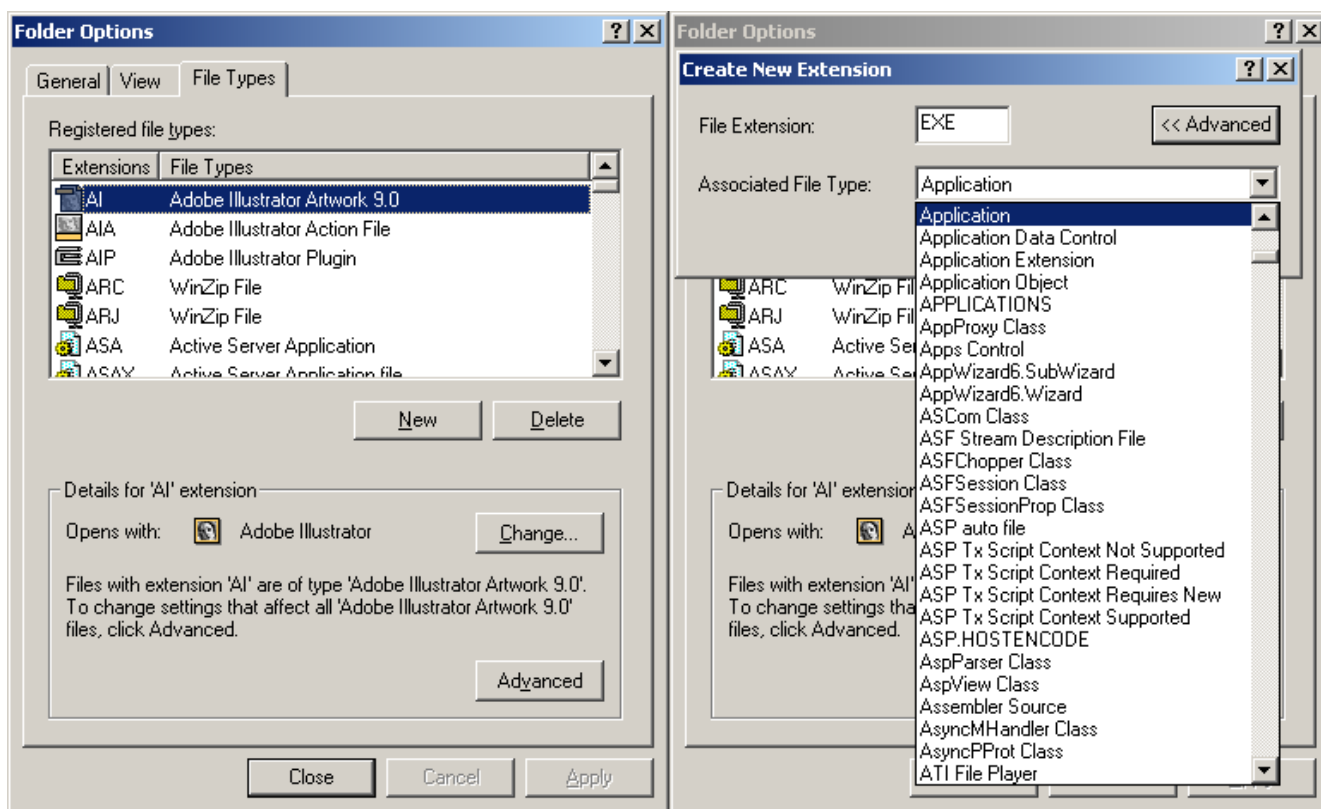 Folder Options
General View File Types
Registered file types:
Extensions File Types
AI Adobe Illustrator Artwork 9.0
AIA Adobe Illustrator Action File
AIP Adobe Illustrator Plugin
ARC WinZip File
ARJ WinZip File
ASA Active Server Application
ASAX Active Server Application file
New Delete
Details for 'AI' extension
Opens with: Adobe Illustrator Change...
Files with extension 'AI' are of type 'Adobe Illustrator Artwork 9.0'.
To change settings that affect all 'Adobe Illustrator Artwork 9.0'
files, click Advanced.
Advanced
Close Cancel Apply
Folder Options
Create New Extension
File Extension: EXE << Advanced
Associated File Type: Application
Application
Application Data Control
Application Extension
Application Object
APPLICATIONS
AppProxy Class
Apps Control
AppWizard6.SubWizard
AppWizard6.Wizard
ASCom Class
ASF Stream Description File
ASFChopper Class
ASFSession Class
ASFSessionProp Class
ASP auto file
ASP Tx Script Context Not Supported
ASP Tx Script Context Required
ASP Tx Script Context Requires New
ASP Tx Script Context Supported
ASP.HOSTENCODE
AspParser Class
AspView Class
Assembler Source
AsyncMHandler Class
AsyncPProt Class
ATI File Player
ARC WinZip Fil
ARJ WinZip Fil
ASA Active Se
ASAX Active Se
Details for 'AI' extension
Opens with: A
Files with extension 'AI'
To change settings tha
files, click Advanced.